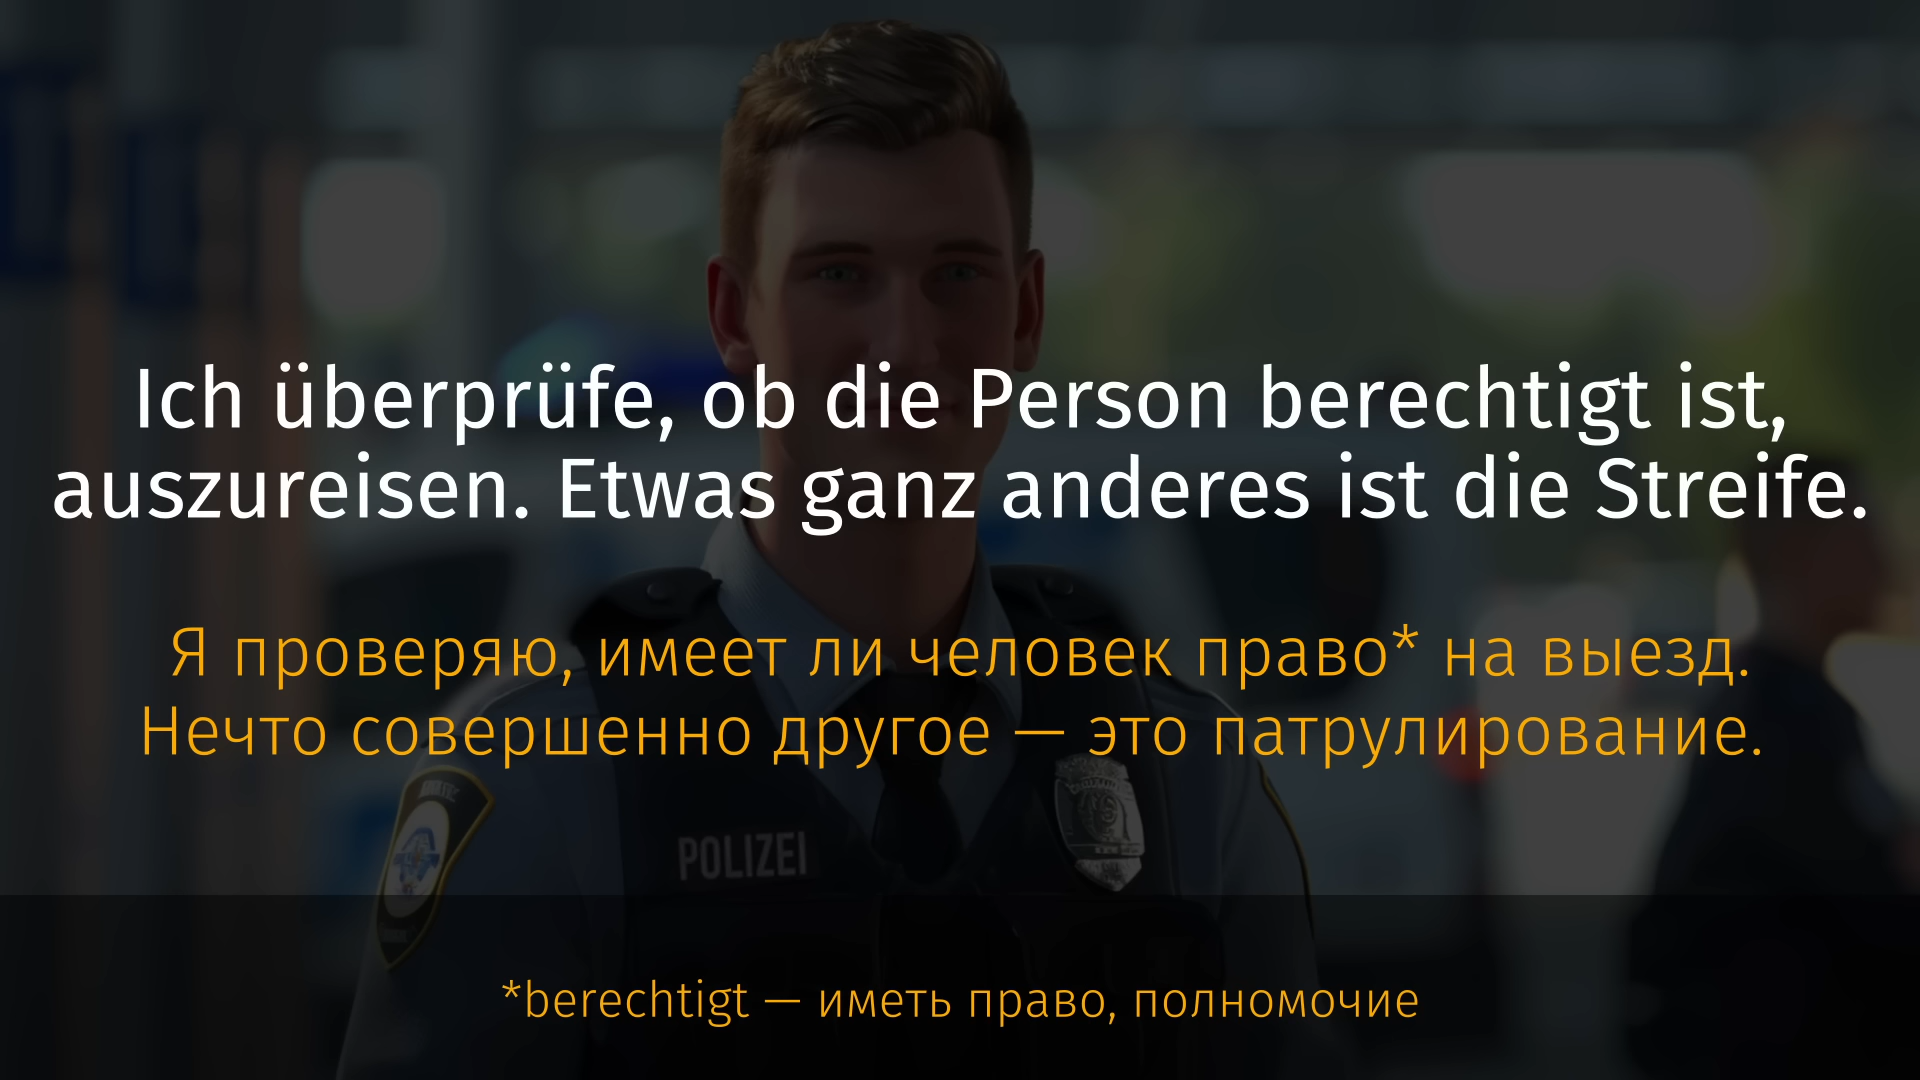 Ich überprüfe, ob die Person berechtigt ist,
auszureisen. Etwas ganz anderes ist die Streife.
Я проверяю, имеет ли человек право* на выезд.
Нечто совершенно другое — это патрулирование.
POLIZEI
*berechtigt — иметь право, полномочие